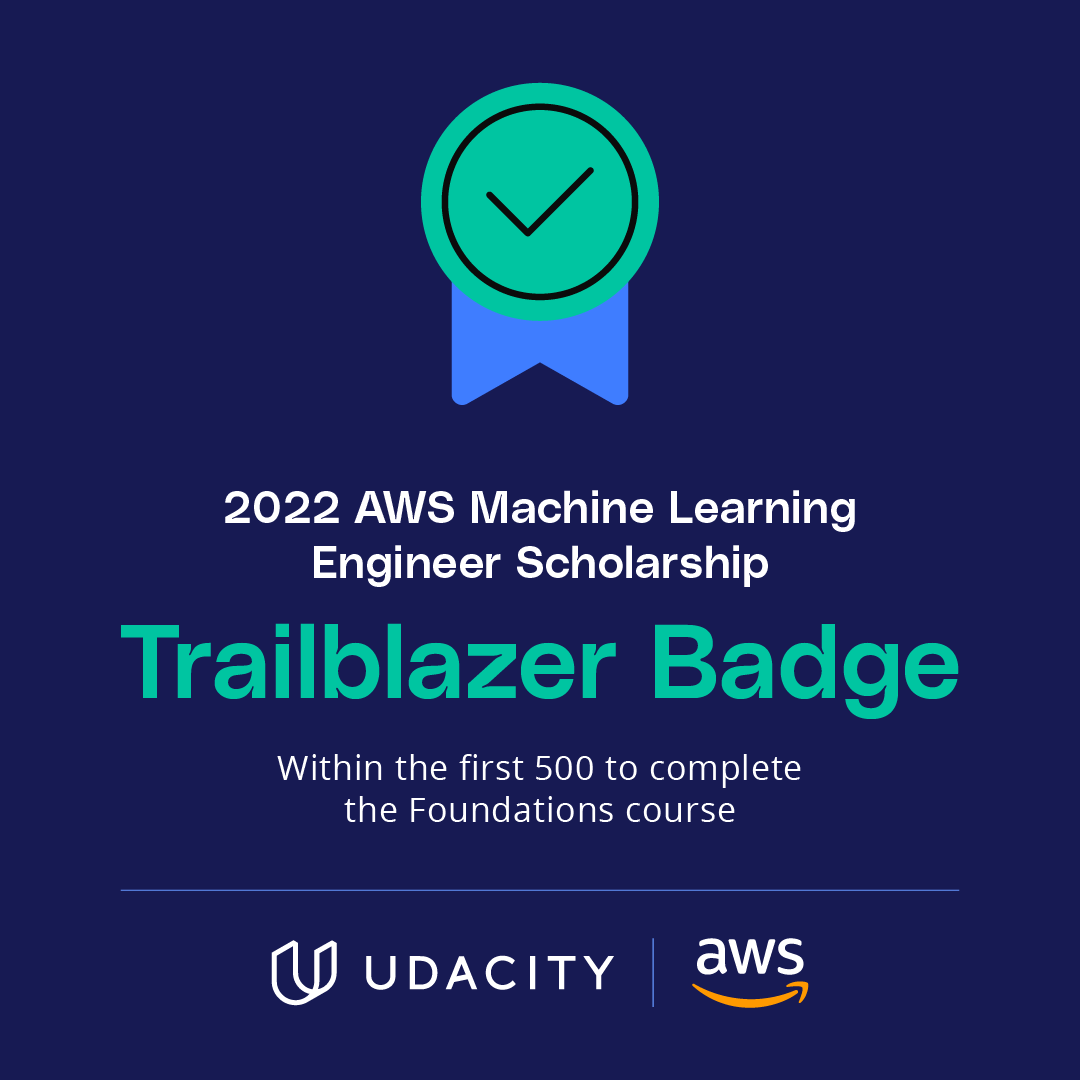 2022 AWS Machine Learning
Engineer Scholarship
Trailblazer Badge
Within the first 500 to complete
the Foundations course
UDACITY
aws